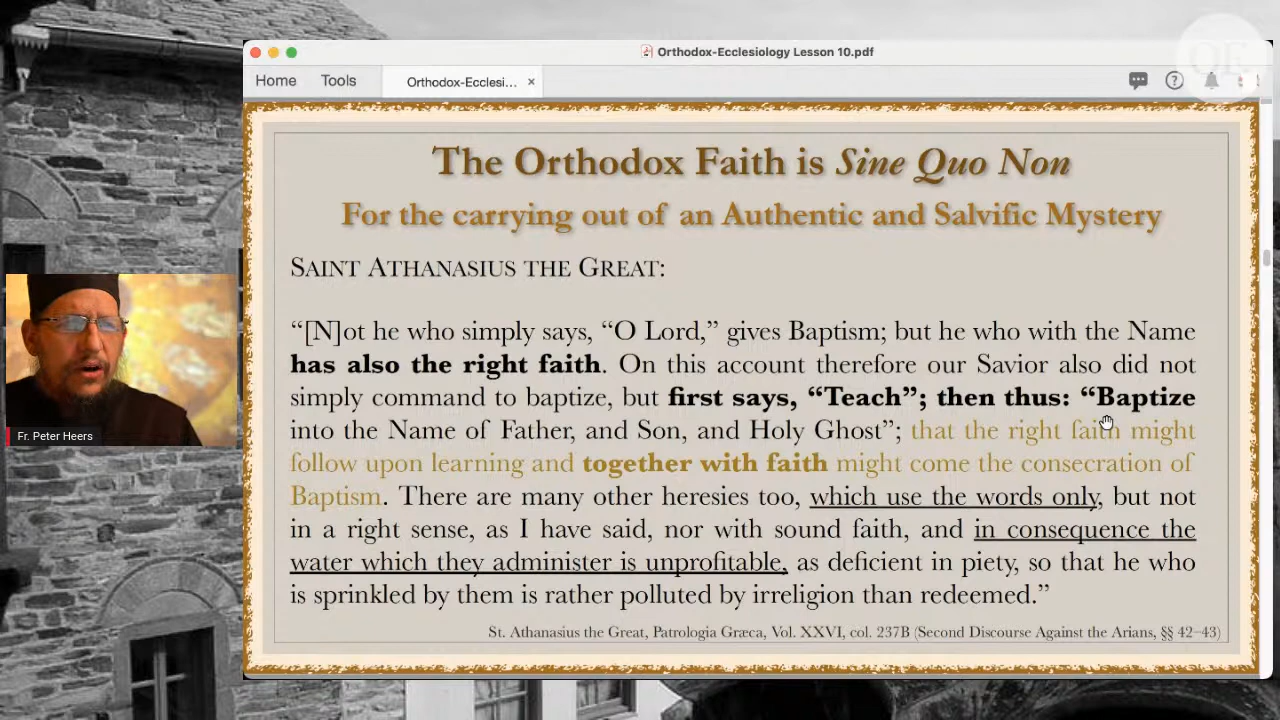 Orthodox-Ecclesiology Lesson 10.pdf
OE
Home Tools Orthodox-Ecclesi... ×
The Orthodox Faith is Sine Quo Non
For the carrying out of an Authentic and Salvific Mystery
SAINT ATHANASIUS THE GREAT:
“[N]ot he who simply says, “O Lord,” gives Baptism; but he who with the Name
has also the right faith. On this account therefore our Savior also did not
simply command to baptize, but first says, “Teach”; then thus: “Baptize
into the Name of Father, and Son, and Holy Ghost”; that the right faith might
follow upon learning and together with faith might come the consecration of
Baptism. There are many other heresies too, which use the words only, but not
in a right sense, as I have said, nor with sound faith, and in consequence the
water which they administer is unprofitable, as deficient in piety, so that he who
is sprinkled by them is rather polluted by irreligion than redeemed.”
St. Athanasius the Great, Patrologia Græca, Vol. XXVI, col. 237B (Second Discourse Against the Arians, §§ 42–43)
Fr. Peter Heers